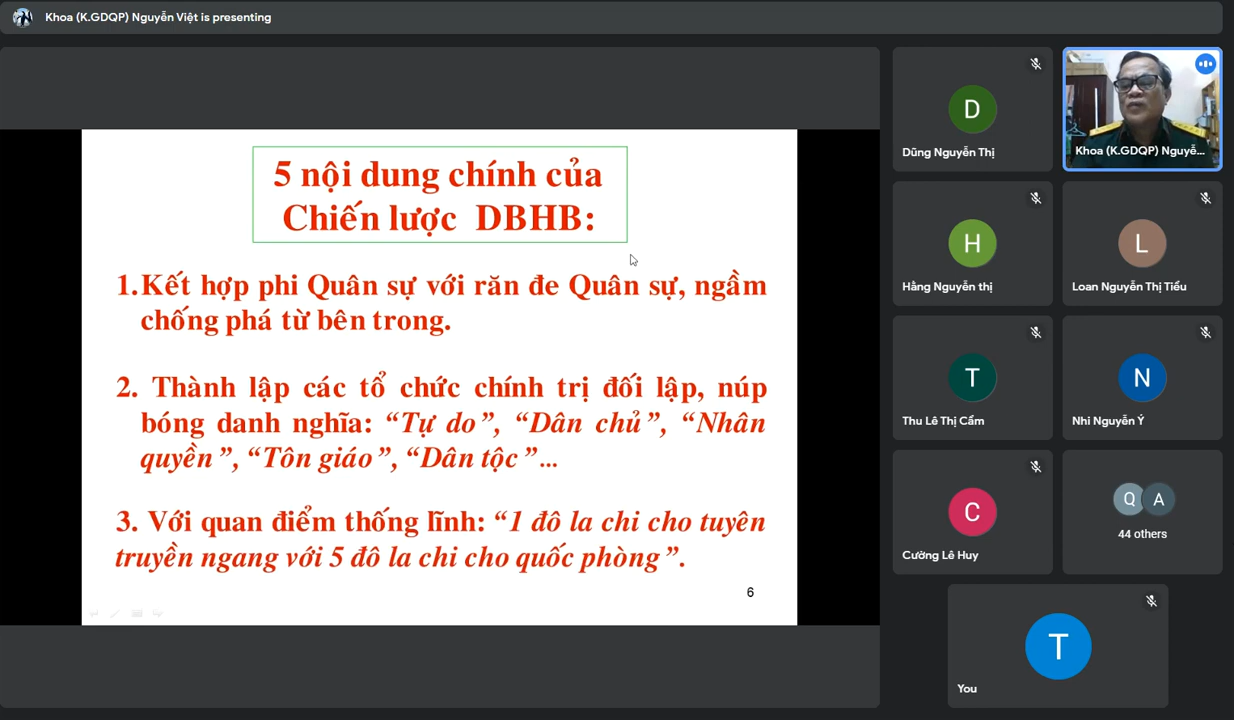 Khoa (K.GDQP) Nguyễn Việt is presenting
5 nội dung chính của
Chiến lược DBHB:
1.Kết hợp phi Quân sự với răn đe Quân sự, ngầm
chống phá từ bên trong.
2. Thành lập các tổ chức chính trị đối lập, núp
bóng danh nghĩa: “Tự do”, “Dân chủ”, “Nhân
quyền”, “Tôn giáo”, “Dân tộc”...
3. Với quan điểm thống lĩnh: “1 đô la chi cho tuyên
truyền ngang với 5 đô la chi cho quốc phòng”.
6
D
Dũng Nguyễn Thị
Khoa (K.GDQP) Nguyễ...
H
Hằng Nguyễn thị
L
Loan Nguyễn Thị Tiểu
T
Thu Lê Thị Cẩm
N
Nhi Nguyễn Ý
C
Cường Lê Huy
Q A
44 others
T
You